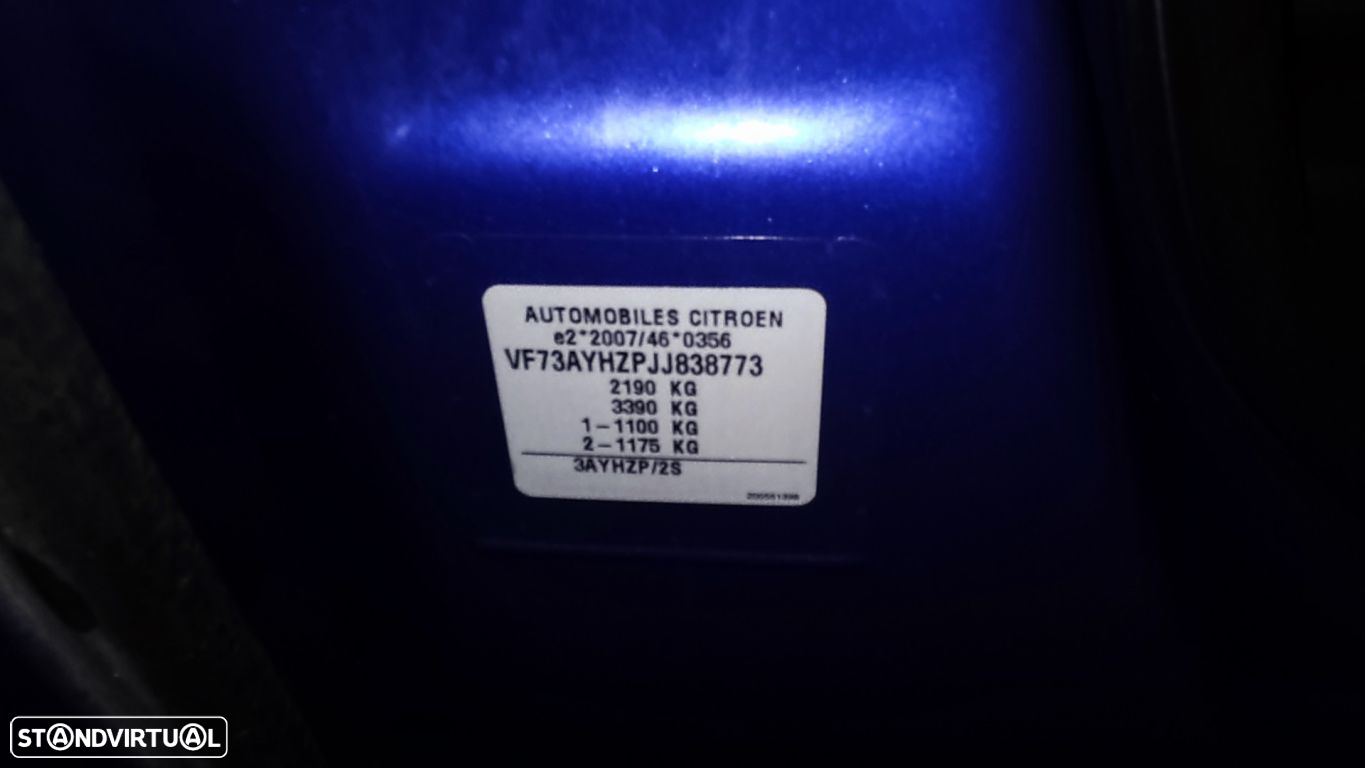 AUTOMOBILES CITROEN
e2*2007/46*0356
VF73AYHZPJJ838773
2190 KG
3390 KG
1-1100 KG
2-1175 KG
3AYHZP/2S
STANDVIRTUAL